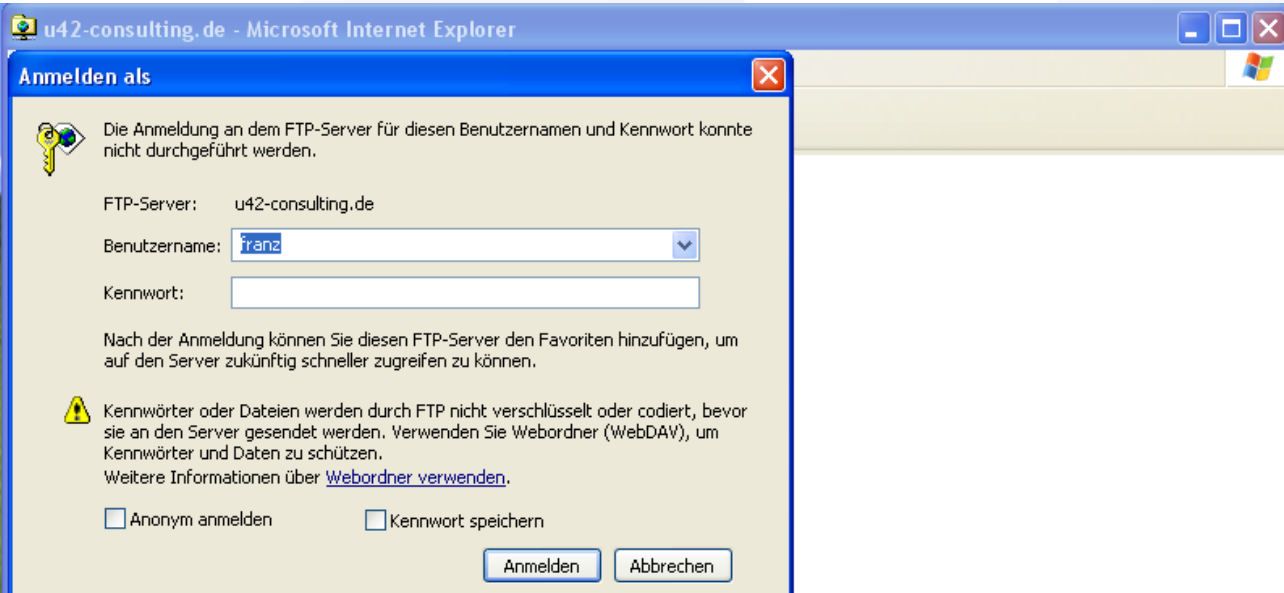 u42-consulting.de - Microsoft Internet Explorer
Anmelden als
Die Anmeldung an dem FTP-Server für diesen Benutzernamen und Kennwort konnte
nicht durchgeführt werden.
FTP-Server: u42-consulting.de
Benutzername: franz
Kennwort:
Nach der Anmeldung können Sie diesen FTP-Server den Favoriten hinzufügen, um
auf den Server zukünftig schneller zugreifen zu können.
Kennwörter oder Dateien werden durch FTP nicht verschlüsselt oder codiert, bevor
sie an den Server gesendet werden. Verwenden Sie Webordner (WebDAV), um
Kennwörter und Daten zu schützen.
Weitere Informationen über Webordner verwenden.
Anonym anmelden Kennwort speichern
Anmelden Abbrechen